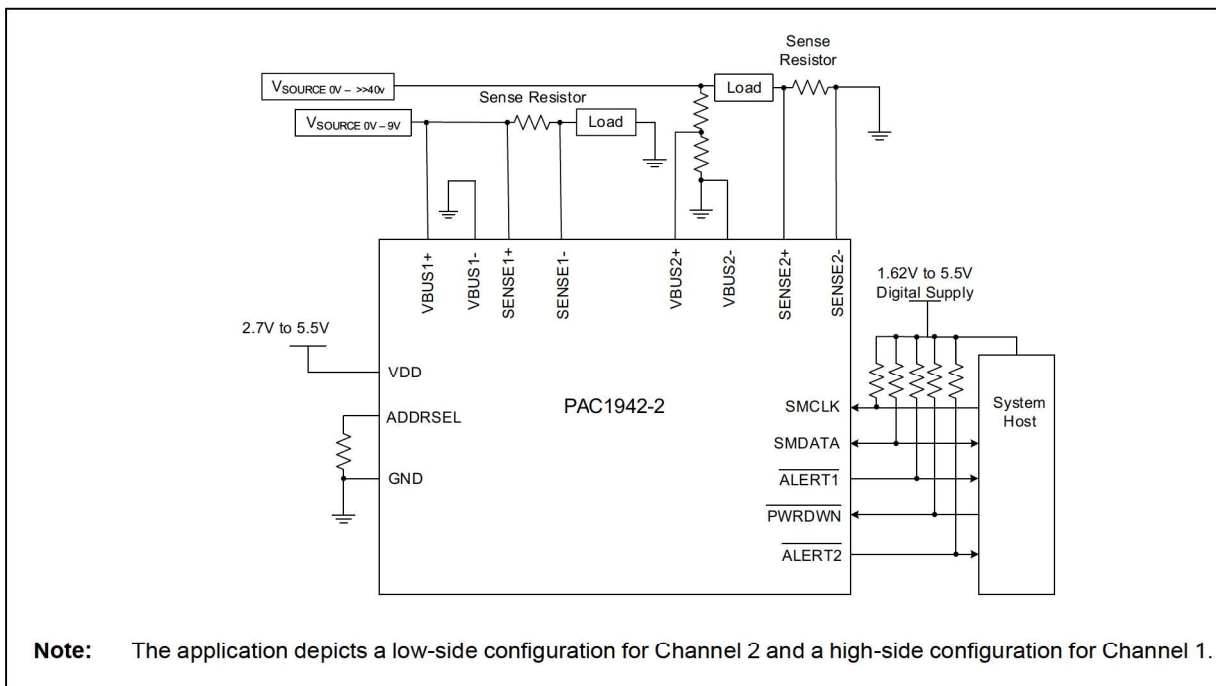 Sense
Resistor
VSOURCE 0V – >>40v
Load
Sense Resistor
VSOURCE 0V – 9V
Load
VBUS1+
VBUS1-
SENSE1+
SENSE1-
VBUS2+
VBUS2-
SENSE2+
SENSE2-
1.62V to 5.5V
Digital Supply
2.7V to 5.5V
VDD
ADDRSEL
GND
PAC1942-2
SMCLK
SMDATA
ALERT1
PWRDWN
ALERT2
System
Host
Note: The application depicts a low-side configuration for Channel 2 and a high-side configuration for Channel 1.